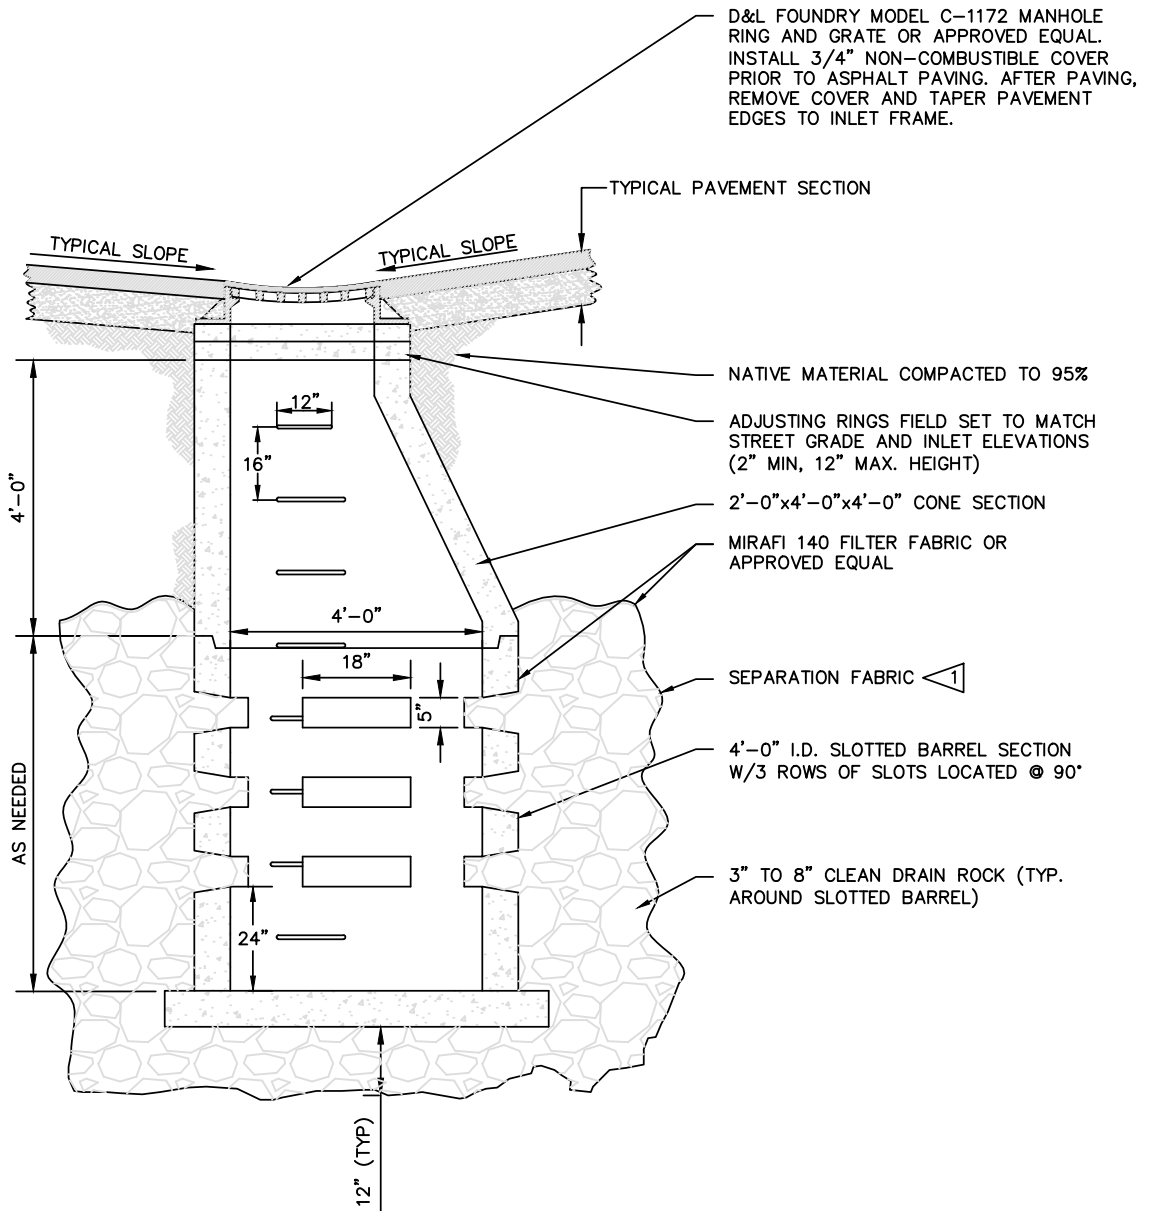 D&L FOUNDRY MODEL C-1172 MANHOLE
RING AND GRATE OR APPROVED EQUAL.
INSTALL 3/4" NON-COMBUSTIBLE COVER
PRIOR TO ASPHALT PAVING. AFTER PAVING,
REMOVE COVER AND TAPER PAVEMENT
EDGES TO INLET FRAME.
TYPICAL PAVEMENT SECTION
TYPICAL SLOPE
TYPICAL SLOPE
NATIVE MATERIAL COMPACTED TO 95%
12"
ADJUSTING RINGS FIELD SET TO MATCH
STREET GRADE AND INLET ELEVATIONS
(2" MIN, 12" MAX. HEIGHT)
16"
4'-0"
2'-0"x4'-0"x4'-0" CONE SECTION
MIRAFI 140 FILTER FABRIC OR
APPROVED EQUAL
4'-0"
18"
SEPARATION FABRIC 1
5"
4'-0" I.D. SLOTTED BARREL SECTION
W/3 ROWS OF SLOTS LOCATED @ 90°
AS NEEDED
3" TO 8" CLEAN DRAIN ROCK (TYP.
AROUND SLOTTED BARREL)
24"
12" (TYP)